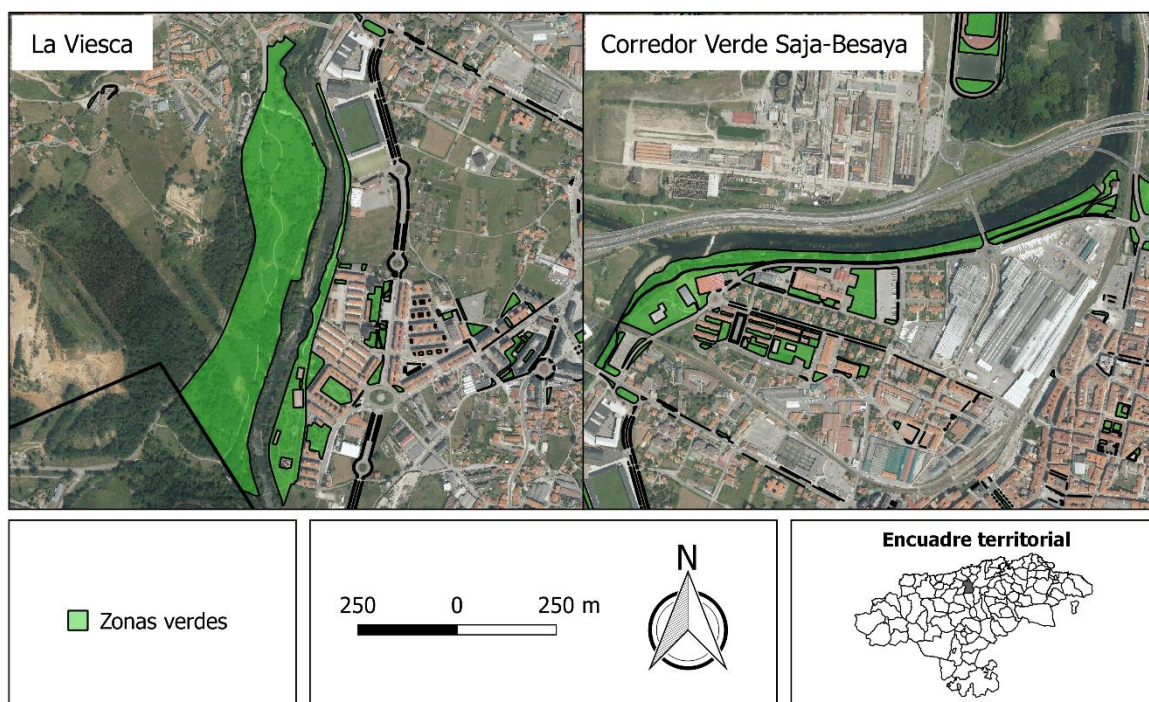 La Viesca
Corredor Verde Saja-Besaya
Zonas verdes
250 0 250 m
N
Encuadre territorial